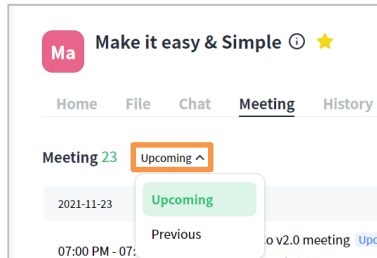 Ma
Make it easy & Simple
Home File Chat Meeting History
Meeting 23 Upcoming
2021-11-23
Upcoming
Previous
07:00 PM - 07: v2.0 meeting